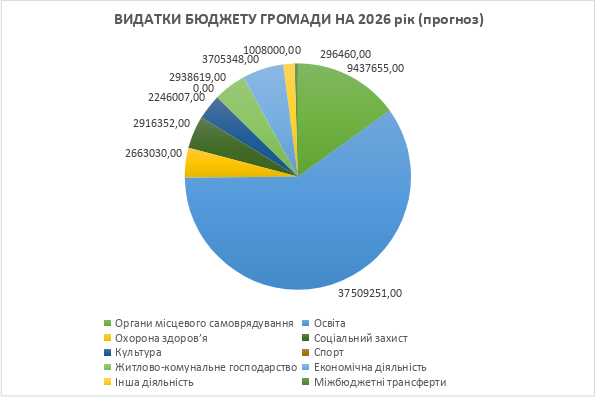 ВИДАТКИ БЮДЖЕТУ ГРОМАДИ НА 2026 рік (прогноз)
1008000,00
296460,00
3705348,00
9437655,00
2938619,00
0,00
2246007,00
2916352,00
2663030,00
37509251,00
Органи місцевого самоврядування
Освіта
Охорона здоров’я
Соціальний захист
Культура
Спорт
Житлово-комунальне господарство
Економічна діяльність
Інша діяльність
Міжбюджетні трансферти